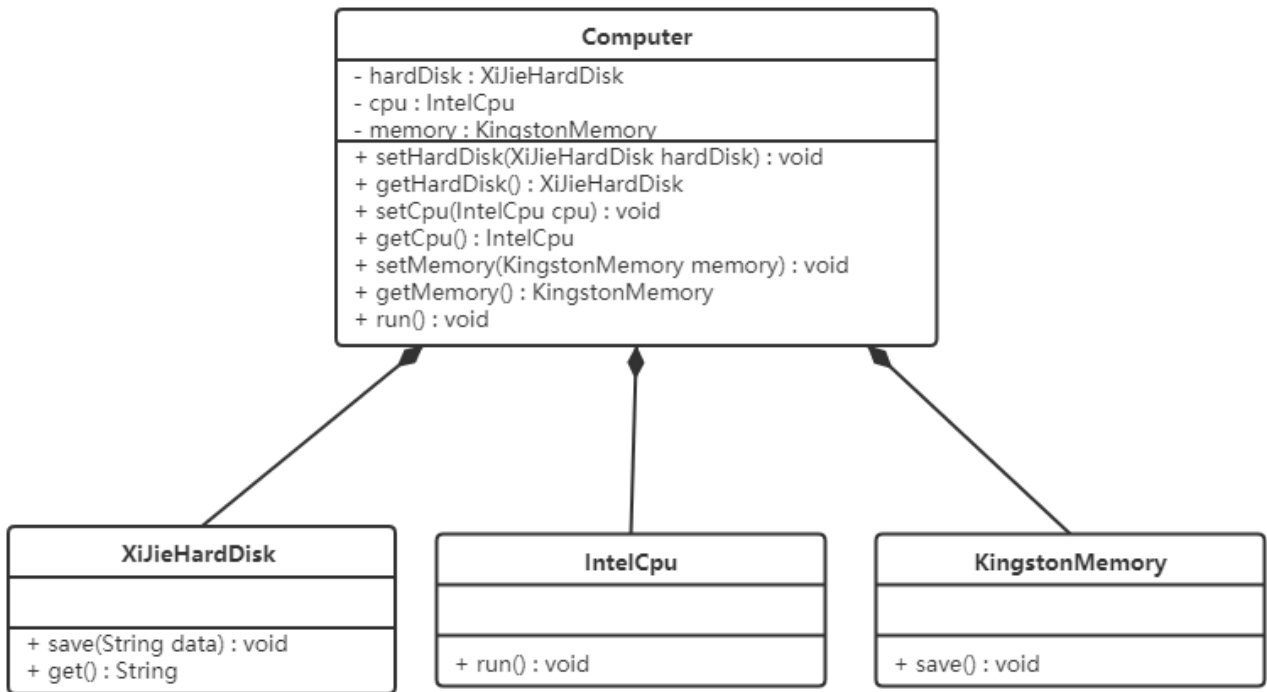 Computer
- hardDisk : XiJieHardDisk
- cpu : IntelCpu
- memory : KingstonMemory
+ setHardDisk(XiJieHardDisk hardDisk) : void
+ getHardDisk() : XiJieHardDisk
+ setCpu(IntelCpu cpu) : void
+ getCpu() : IntelCpu
+ setMemory(KingstonMemory memory) : void
+ getMemory() : KingstonMemory
+ run() : void
XiJieHardDisk
+ save(String data) : void
+ get() : String
IntelCpu
+ run() : void
KingstonMemory
+ save() : void